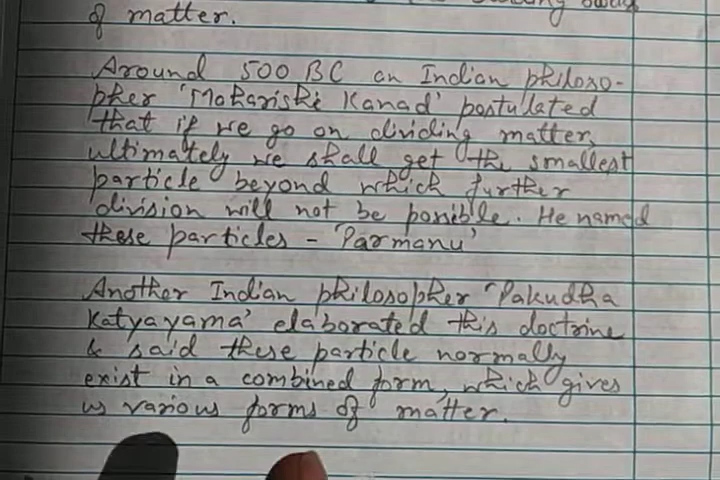 of matter.
Around 500 BC an Indian philoso-
pher 'Maharishi Kanad' postulated
that if we go on dividing matter,
ultimately we shall get the smallest
particle beyond which further
division will not be possible. He named
these particles - 'Parmanu'
Another Indian philosopher 'Pakudha
Katyayama' elaborated this doctrine
& said these particle normally
exist in a combined form, which gives
us various forms of matter.